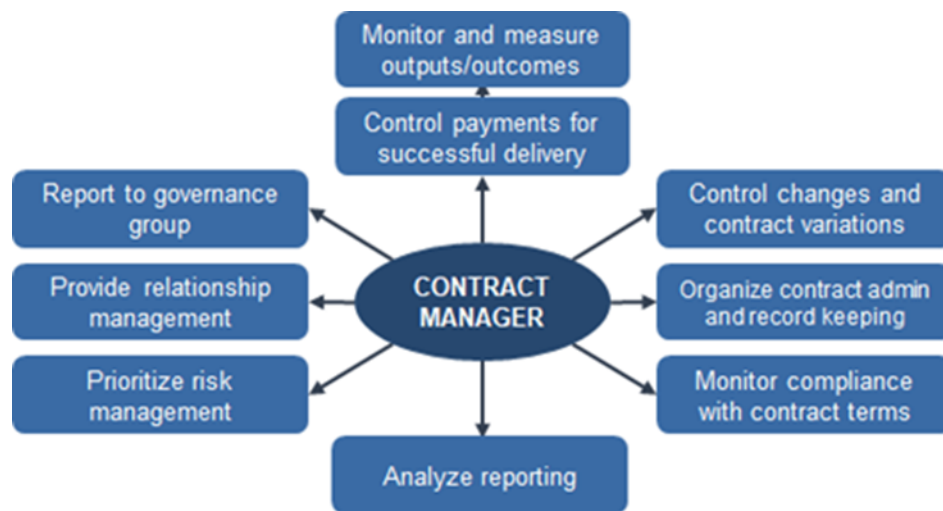 Monitor and measure
outputs/outcomes
Control payments for
successful delivery
Report to governance
group
Control changes and
contract variations
Provide relationship
management
CONTRACT
MANAGER
Organize contract admin
and record keeping
Prioritize risk
management
Monitor compliance
with contract terms
Analyze reporting